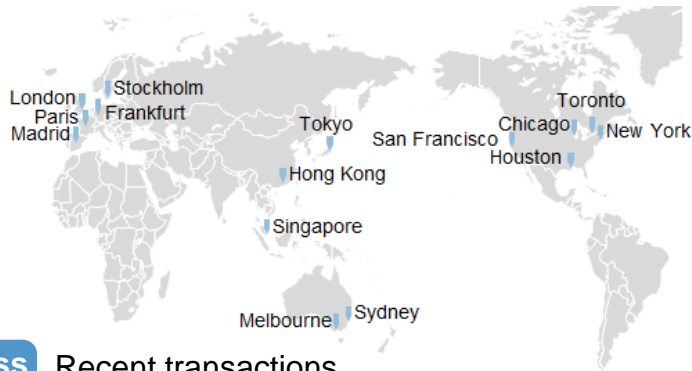 Stockholm
London
Frankfurt
Paris
Madrid
Toronto
Tokyo
Chicago
New York
San Francisco
Houston
Hong Kong
Singapore
Sydney
Melbourne
Recent transactions